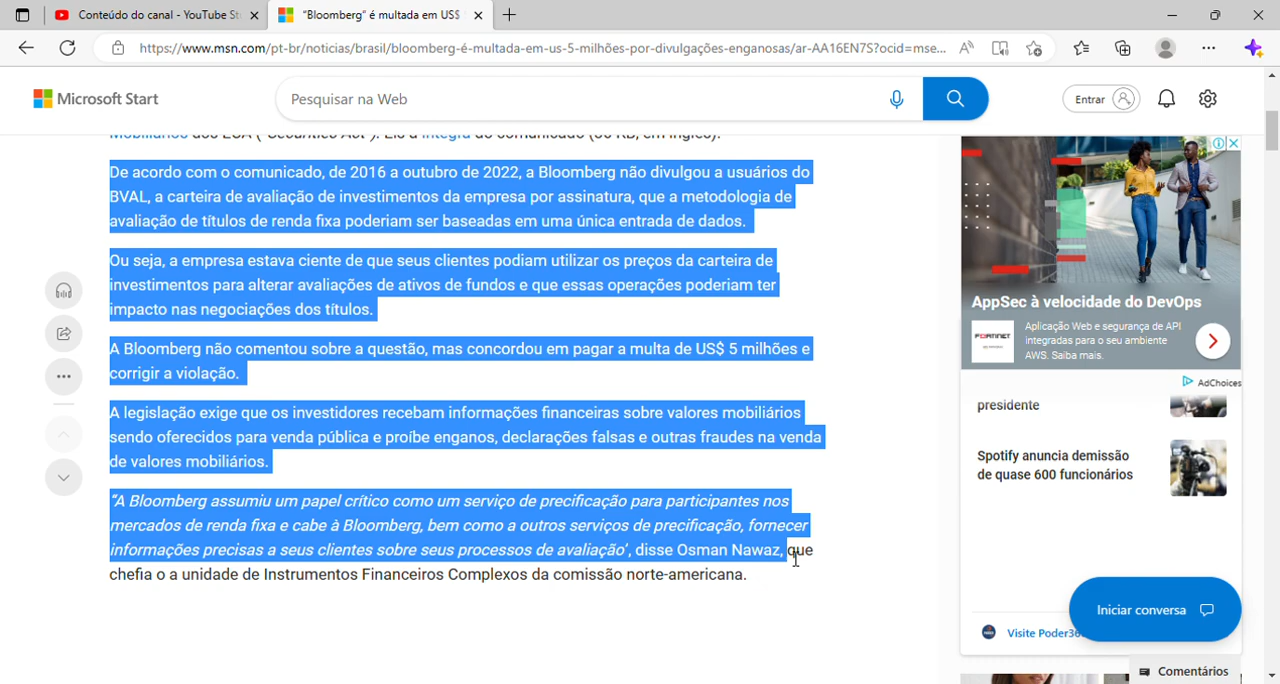 Conteúdo do canal - YouTube St
"Bloomberg" é multada em US$
https://www.msn.com/pt-br/noticias/brasil/bloomberg-é-multada-em-us-5-milhões-por-divulgações-enganosas/ar-AA16EN7S?ocid=mse...
Microsoft Start
Pesquisar na Web
Entrar
De acordo com o comunicado, de 2016 a outubro de 2022, a Bloomberg não divulgou a usuários do
BVAL, a carteira de avaliação de investimentos da empresa por assinatura, que a metodologia de
avaliação de títulos de renda fixa poderiam ser baseadas em uma única entrada de dados.
Ou seja, a empresa estava ciente de que seus clientes podiam utilizar os preços da carteira de
investimentos para alterar avaliações de ativos de fundos e que essas operações poderiam ter
impacto nas negociações dos títulos.
A Bloomberg não comentou sobre a questão, mas concordou em pagar a multa de US$ 5 milhões e
corrigir a violação.
A legislação exige que os investidores recebam informações financeiras sobre valores mobiliários
sendo oferecidos para venda pública e proíbe enganos, declarações falsas e outras fraudes na venda
de valores mobiliários.
"A Bloomberg assumiu um papel crítico como um serviço de precificação para participantes nos
mercados de renda fixa e cabe à Bloomberg, bem como a outros serviços de precificação, fornecer
informações precisas a seus clientes sobre seus processos de avaliação", disse Osman Nawaz, que
chefia o a unidade de Instrumentos Financeiros Complexos da comissão norte-americana.
AppSec à velocidade do DevOps
FORTINET
Aplicação Web e segurança de API
integradas para o seu ambiente
AWS. Saiba mais.
AdChoices
presidente
Spotify anuncia demissão
de quase 600 funcionários
Iniciar conversa
Visite Poder36
Comentários